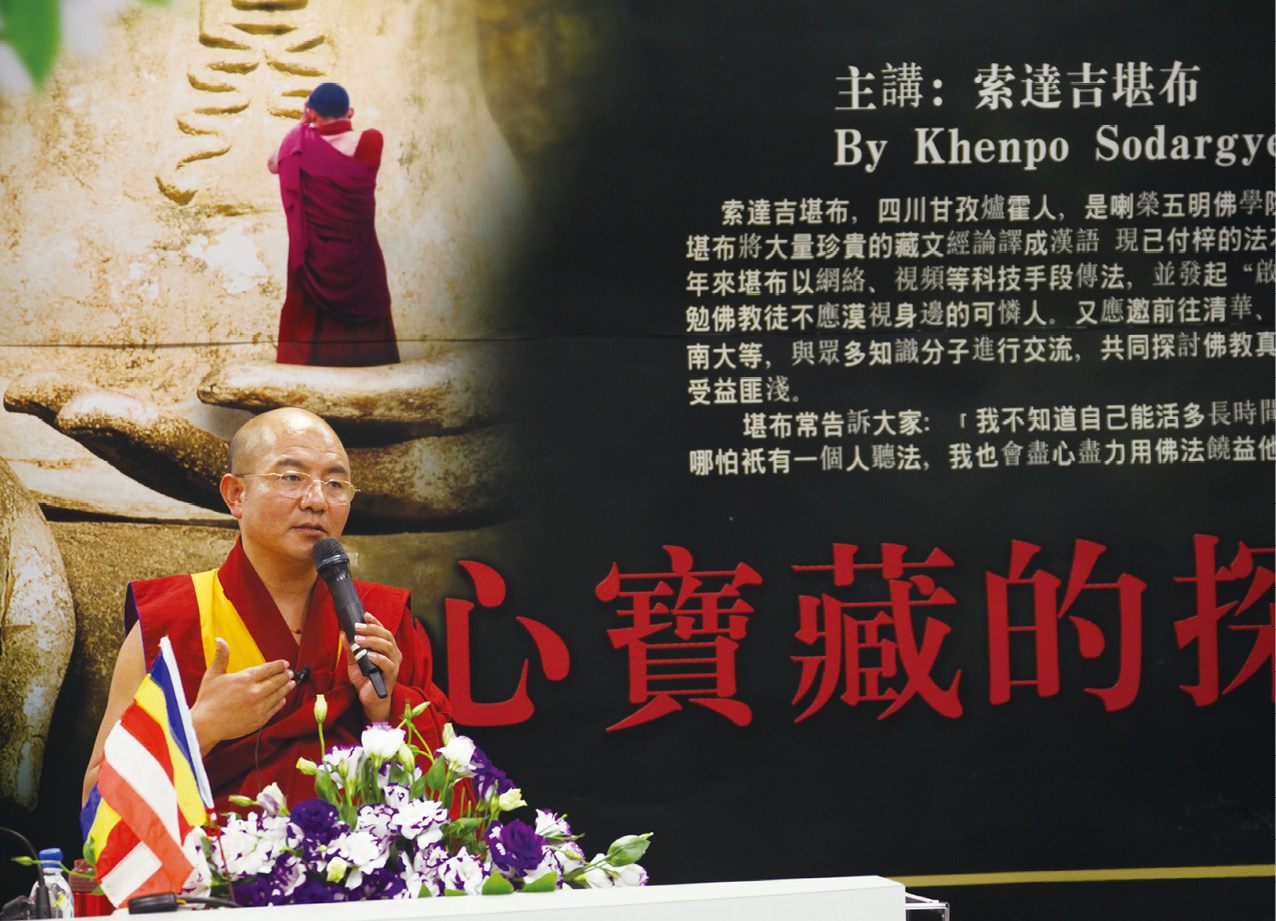 主講：索達吉堪布
By Khenpo Sodargye
索達吉堪布，四川甘孜爐霍人，是喇榮五明佛學院
堪布將大量珍貴的藏文經論譯成漢語 現已付梓的法
年來堪布以網絡、視頻等科技手段傳法，並發起“啟
勉佛教徒不應漠視身邊的可憐人．又應邀前往清華、
南大等，與眾多知識分子進行交流，共同探討佛教真
受益匪淺．
堪布常告訴大家：「我不知道自己能活多長時間
哪怕衹有一個人聽法，我也會盡心盡力用佛法饒益他
心寶藏的探